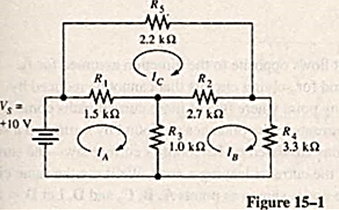 R5
2.2 kΩ
IC
R1
R2
VS =
+10 V
1.5 kΩ
2.7 kΩ
IA
R3
1.0 kΩ
IB
R4
3.3 kΩ
Figure 15–1